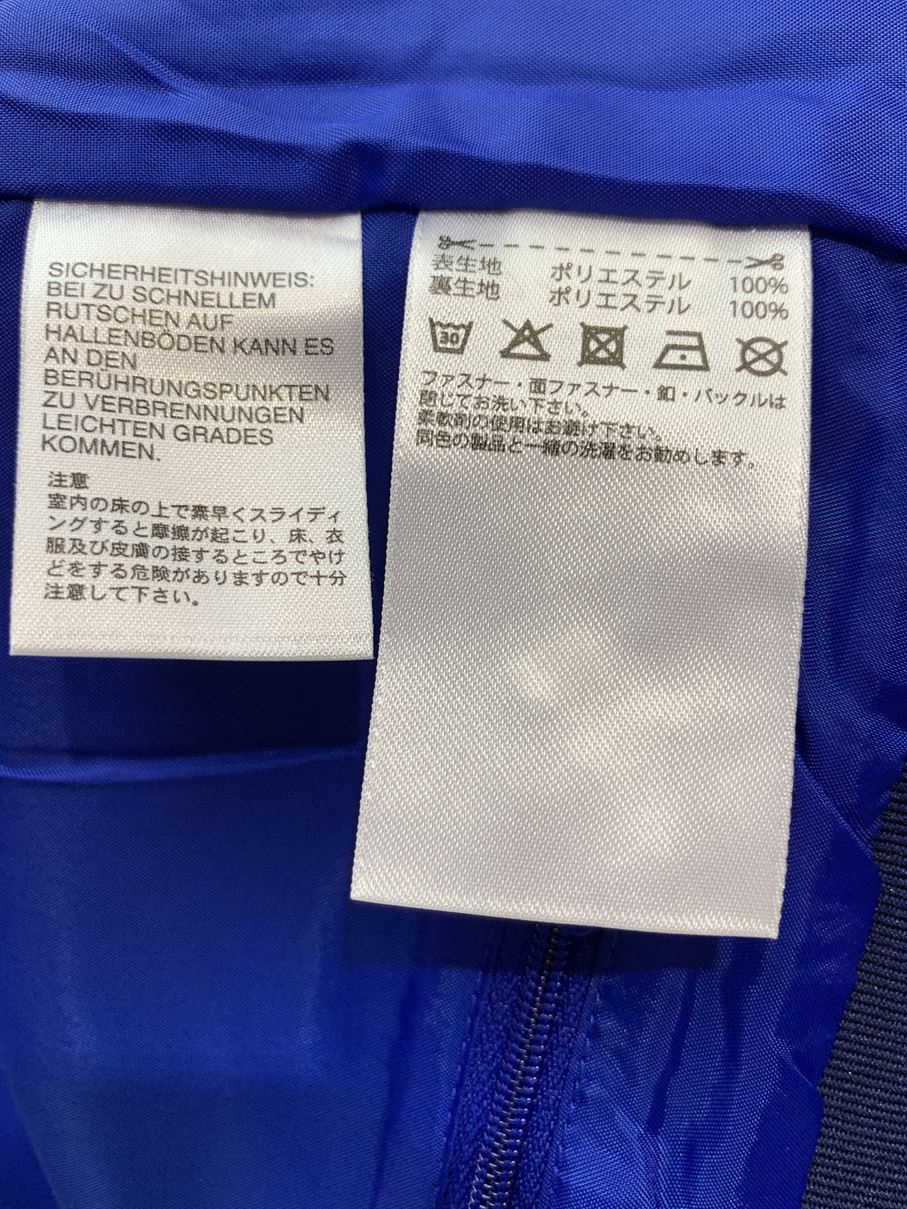 SICHERHEITSHINWEIS:
BEI ZU SCHNELLEM
RUTSCHEN AUF
HALLENBÖDEN KANN ES
AN DEN
BERÜHRUNGSPUNKTEN
ZU VERBRENNUNGEN
LEICHTEN GRADES
KOMMEN.
注意
室内の床の上で素早くスライディ
ングすると摩擦が起こり、床、衣
服及び皮膚の接するところでやけ
どをする危険がありますので十分
注意して下さい。
表生地 ポリエステル 100%
裏生地 ポリエステル 100%
30
ファスナー・面ファスナー・釦・バックルは
閉じてお洗い下さい。
柔軟剤の使用はお避け下さい。
同色の製品と一緒の洗濯をお勧めします。